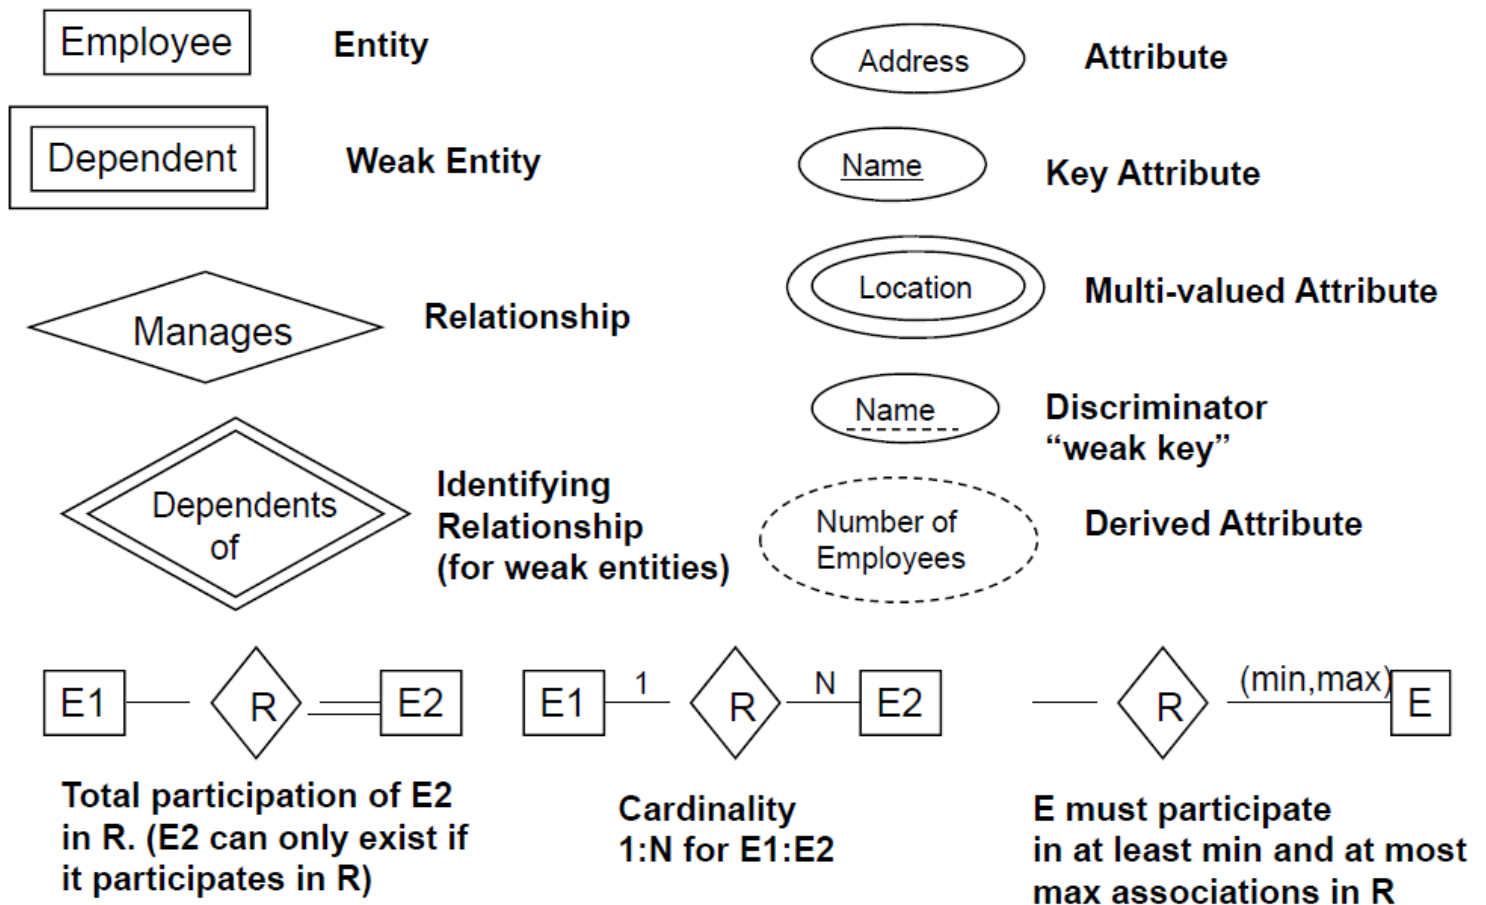 Employee
Entity
Dependent
Weak Entity
Manages
Relationship
Dependents
of
Identifying
Relationship
(for weak entities)
Address
Attribute
Name
Key Attribute
Location
Multi-valued Attribute
Name
Discriminator
“weak key”
Number of
Employees
Derived Attribute
E1
R
E2
Total participation of E2
in R. (E2 can only exist if
it participates in R)
E1
1
R
N
E2
Cardinality
1:N for E1:E2
R
(min,max)
E
E must participate
in at least min and at most
max associations in R